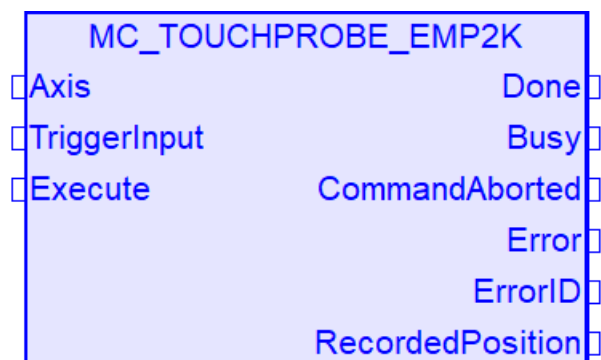 MC_TOUCHPROBE_EMP2K
Axis Done
TriggerInput Busy
Execute CommandAborted
Error
ErrorID
RecordedPosition